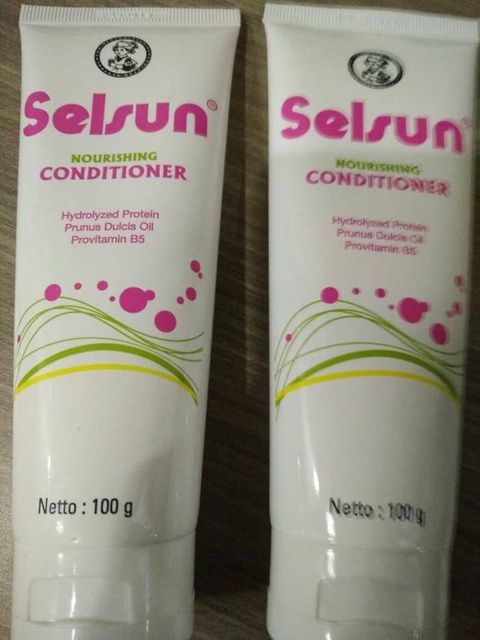 Selsun®
NOURISHING
CONDITIONER
Hydrolyzed Protein
Prunus Dulcis Oil
Provitamin B5
Netto : 100 g
Selsun®
NOURISHING
CONDITIONER
Hydrolyzed Protein
Prunus Dulcis Oil
Provitamin B5
Netto : 100 g